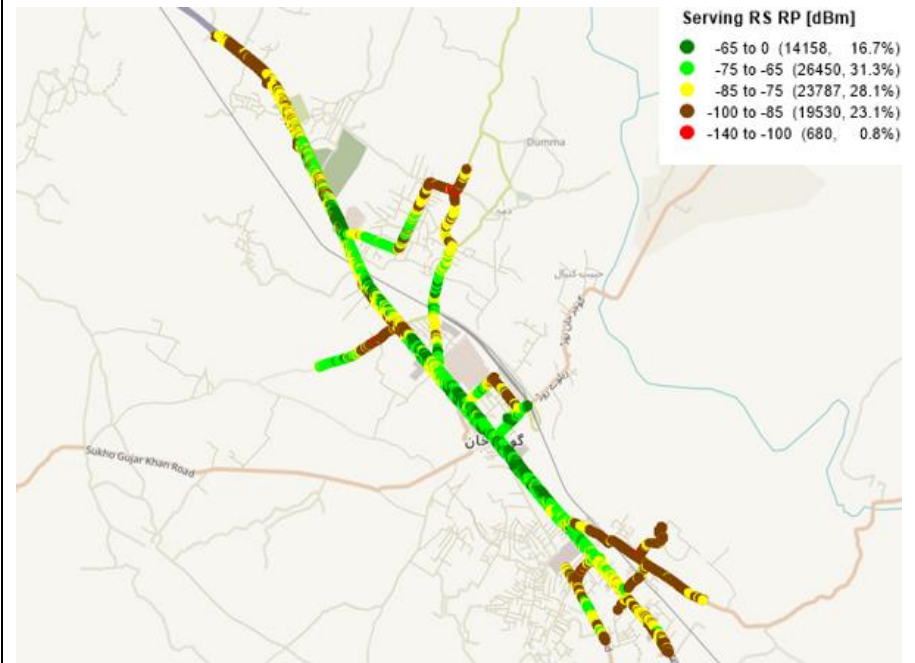 Serving RS RP [dBm]
-65 to 0 (14158, 16.7%)
-75 to -65 (26450, 31.3%)
-85 to -75 (23787, 28.1%)
-100 to -85 (19530, 23.1%)
-140 to -100 (680, 0.8%)
Dumma
Sukho Gujar Khan Road